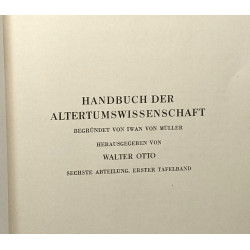 HANDBUCH DER
ALTERTUMSWISSENSCHAFT
BEGRÜNDET VON IWAN VON MÜLLER
HERAUSGEGEBEN VON
WALTER OTTO
SECHSTE ABTEILUNG, ERSTER TAFELBAND